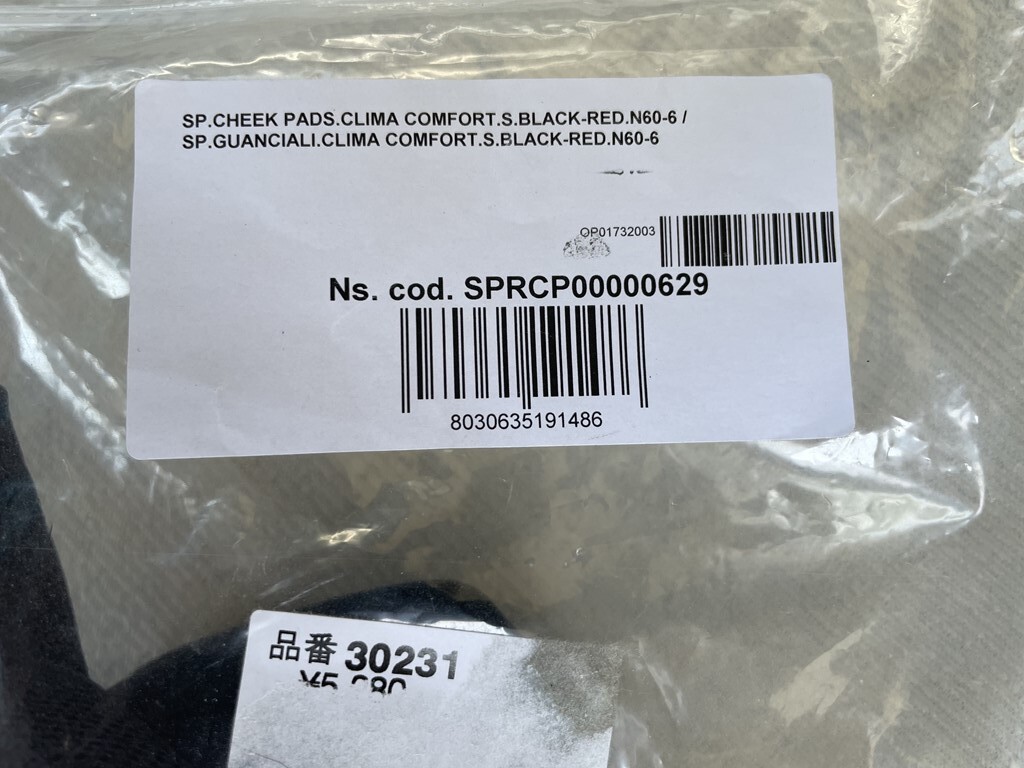 SP.CHEEK PADS.CLIMA COMFORT.S.BLACK-RED.N60-6 /
SP.GUANCIALI.CLIMA COMFORT.S.BLACK-RED.N60-6
OP01732003
Ns. cod. SPRCP00000629
8030635191486
品番 30231